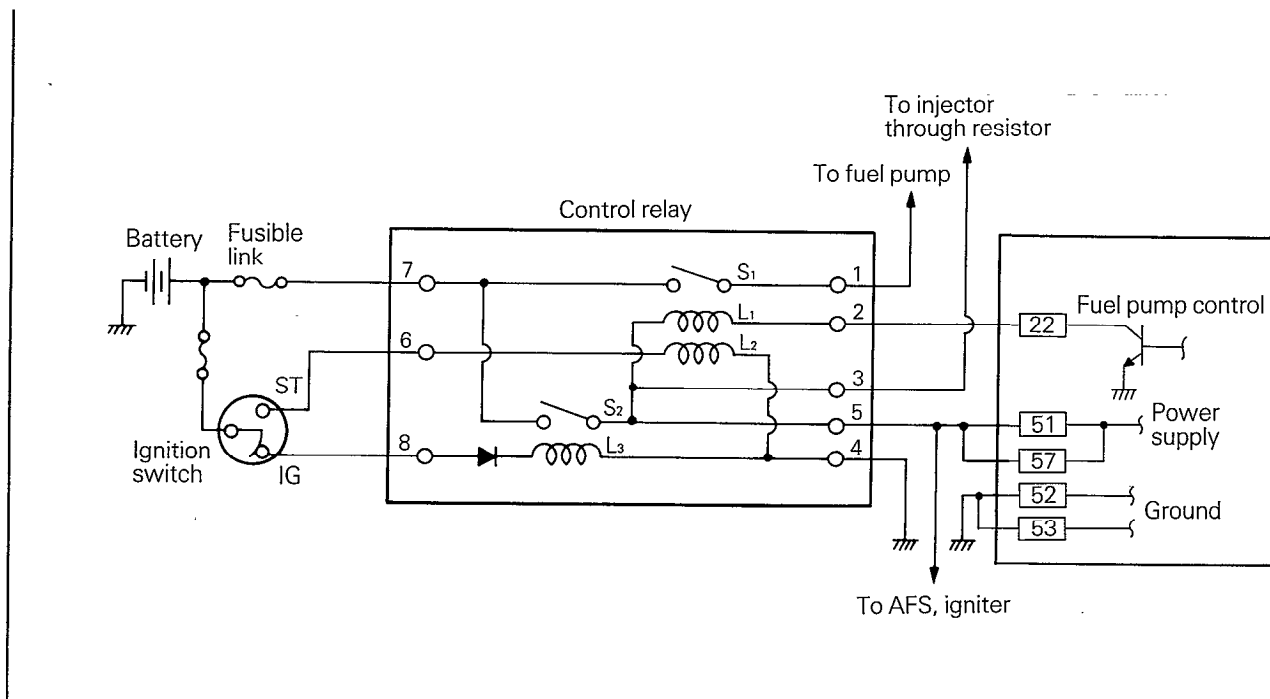 To injector
through resistor
To fuel pump
Control relay
Battery
Fusible
link
7
S1
1
L1
2
22
Fuel pump control
6
L2
ST
3
S2
5
51
Power
supply
57
Ignition
switch
IG
8
L3
4
52
53
Ground
To AFS, igniter